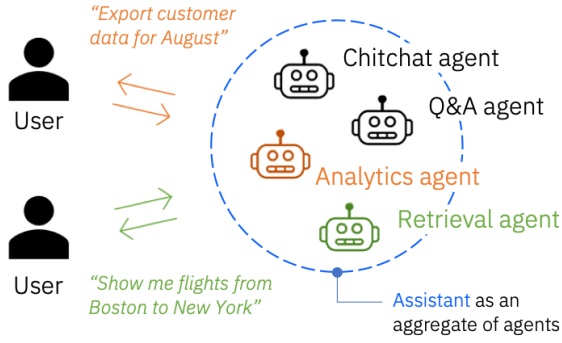 “Export customer
data for August”
User
Chitchat agent
Q&A agent
Analytics agent
Retrieval agent
User
“Show me flights from
Boston to New York”
Assistant as an
aggregate of agents